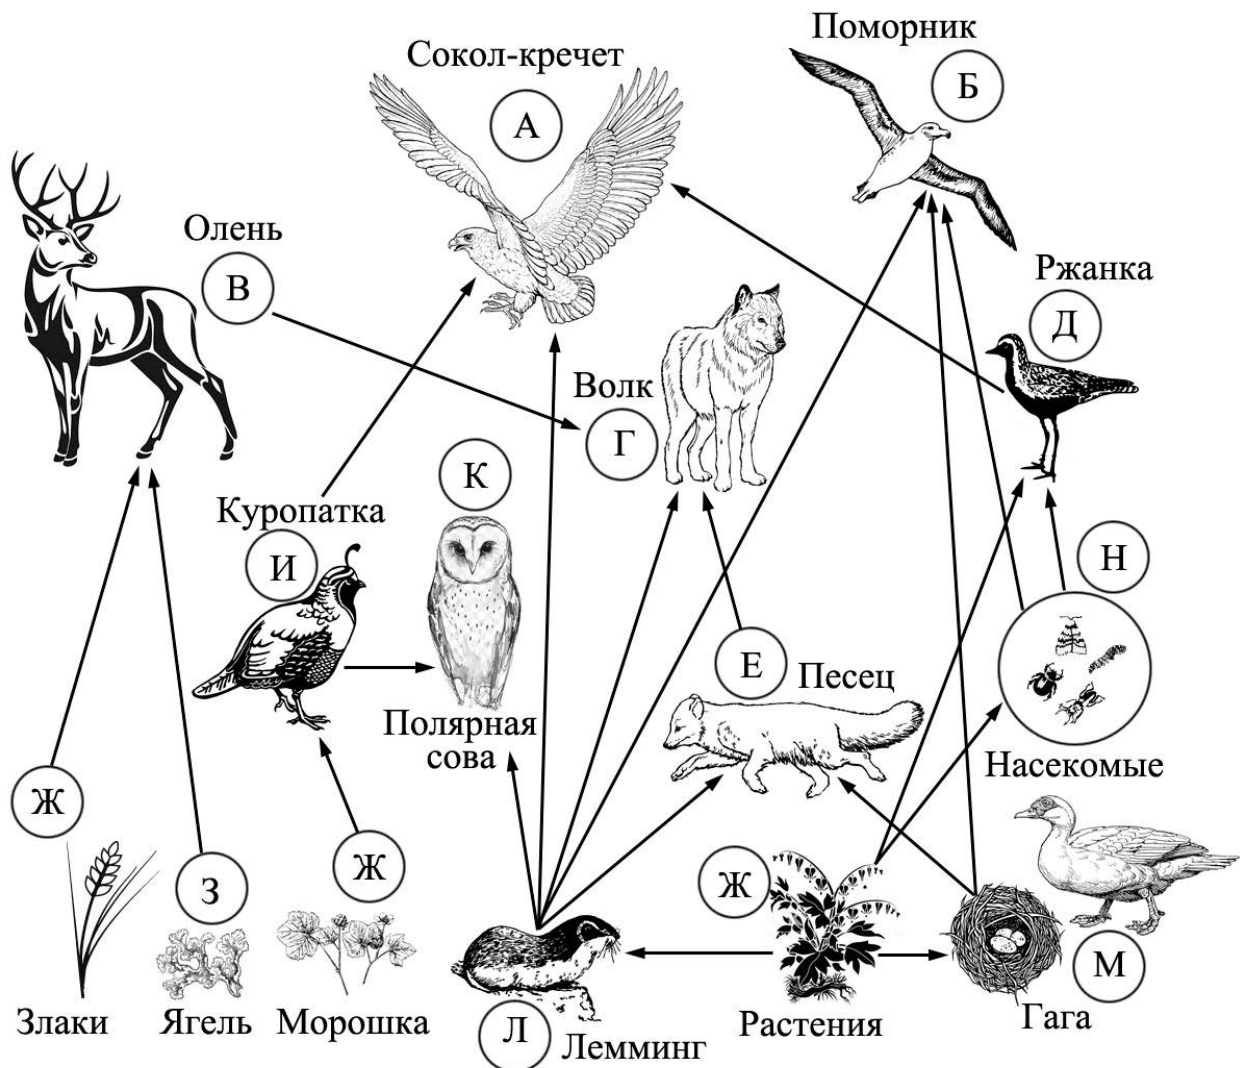 Поморник
Сокол-кречет
Б
А
Олень
Ржанка
В
Д
Волк
Г
К
Куропатка
Н
И
Е
Песец
Полярная
сова
Насекомые
Ж
Ж
З
Ж
М
Злаки
Ягель
Морошка
Растения
Гага
Л
Лемминг